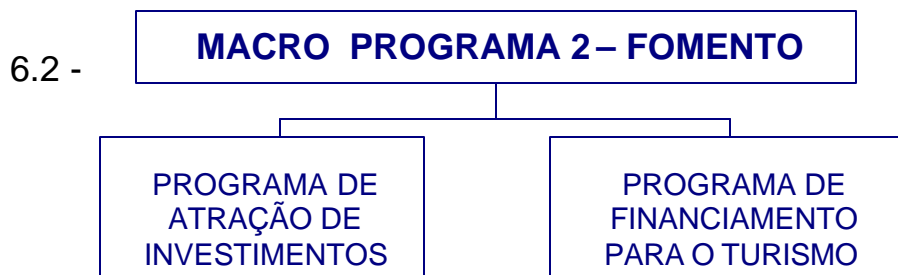 6.2 -
MACRO PROGRAMA 2 – FOMENTO
PROGRAMA DE
ATRAÇÃO DE
INVESTIMENTOS
PROGRAMA DE
FINANCIAMENTO
PARA O TURISMO